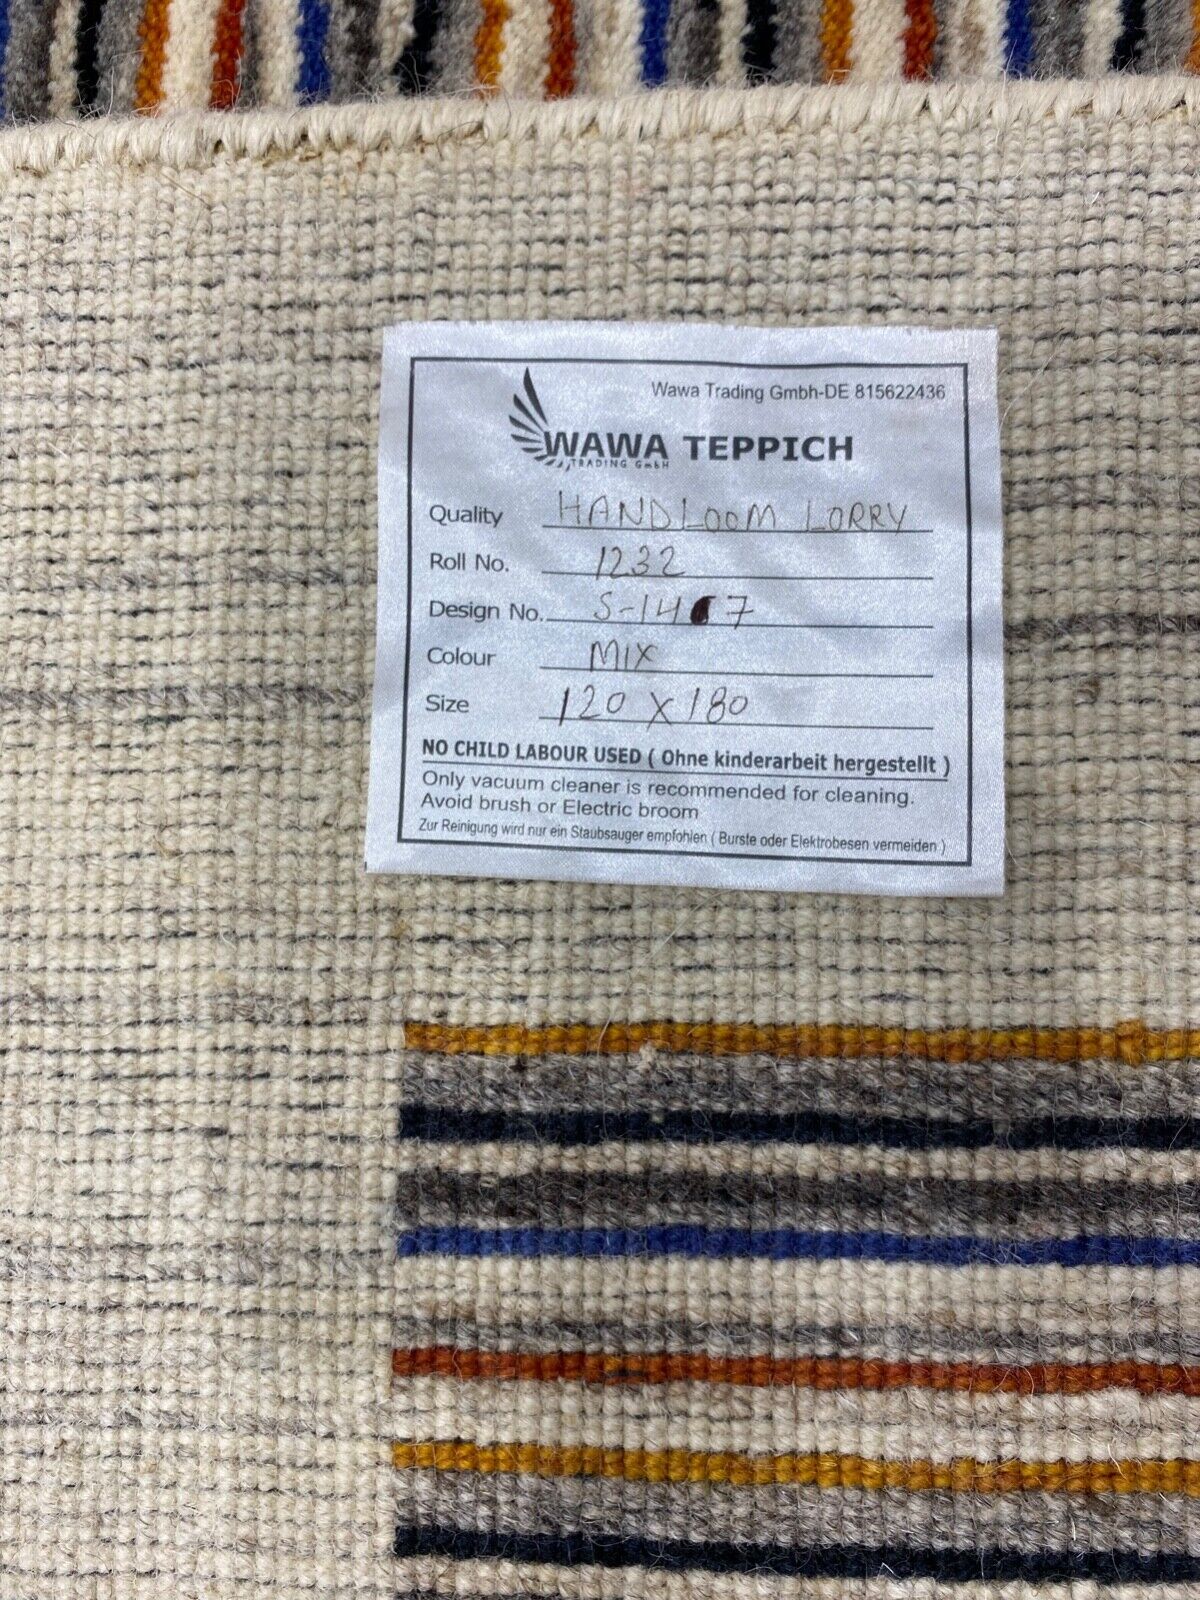 Wawa Trading Gmbh-DE 815622436
WAWA TEPPICH
TRADING GmbH
Quality HANDLOOM LORRY
Roll No. 1232
Design No. S-14 7
Colour MIX
Size 120 X 180
NO CHILD LABOUR USED ( Ohne kinderarbeit hergestellt )
Only vacuum cleaner is recommended for cleaning.
Avoid brush or Electric broom
Zur Reinigung wird nur ein Staubsauger empfohlen ( Burste oder Elektrobesen vermeiden )